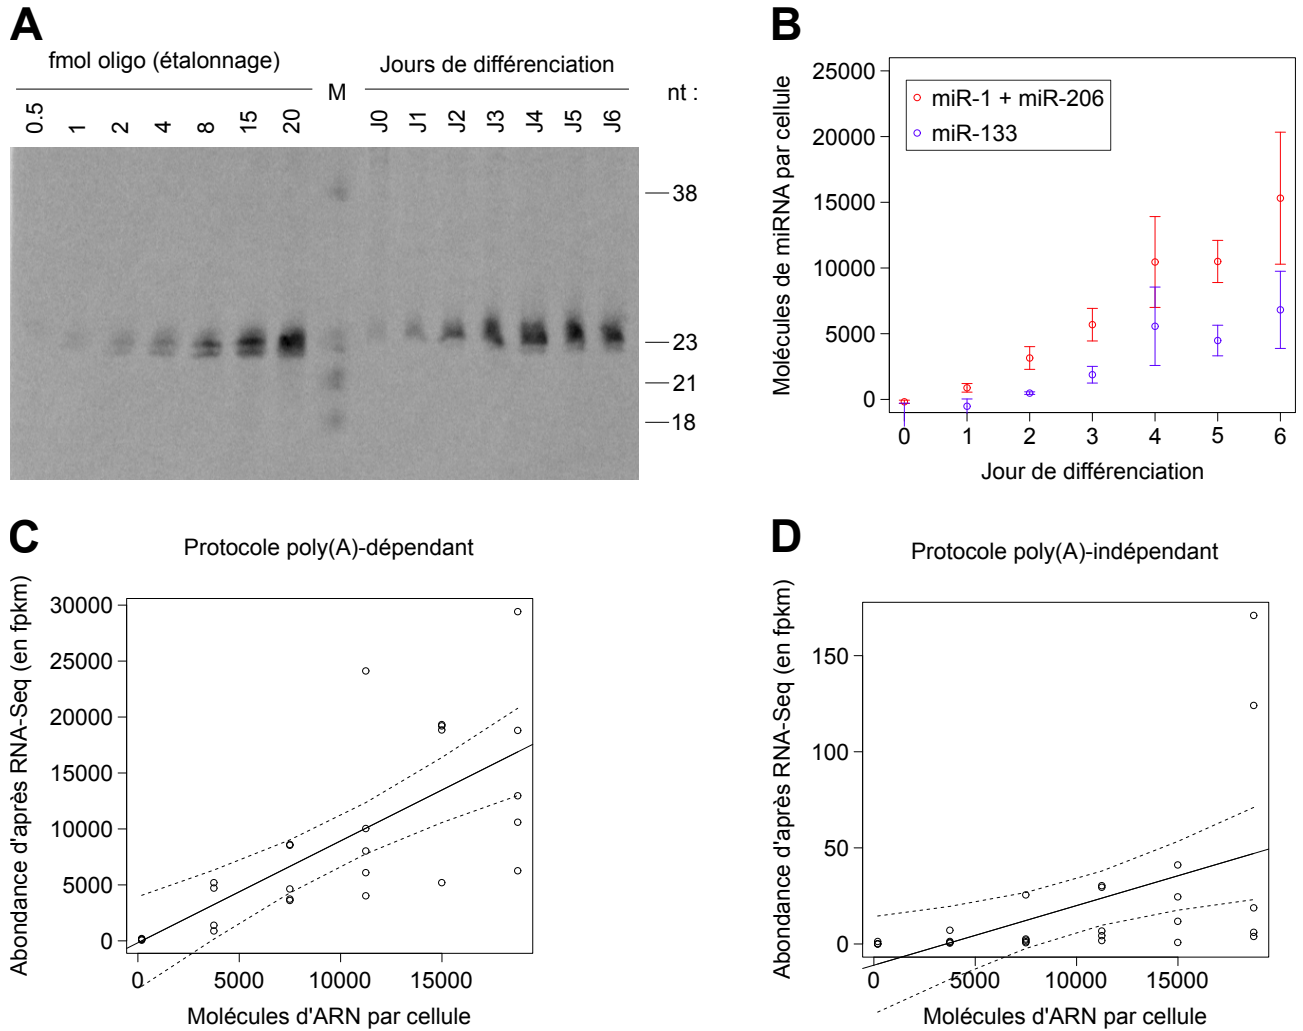 A
fmol oligo (étalonnage)
Jours de différenciation
M
nt :
0.5 1 2 4 8 15 20
J0 J1 J2 J3 J4 J5 J6
38
23
21
18
B
Molécules de miRNA par cellule
25000
20000
15000
10000
5000
0
miR-1 + miR-206
miR-133
0 1 2 3 4 5 6
Jour de différenciation
C
Protocole poly(A)-dépendant
Abondance d'après RNA-Seq (en fpkm)
30000
25000
20000
15000
10000
5000
0
0 5000 10000 15000
Molécules d'ARN par cellule
D
Protocole poly(A)-indépendant
Abondance d'après RNA-Seq (en fpkm)
150
100
50
0
0 5000 10000 15000
Molécules d'ARN par cellule